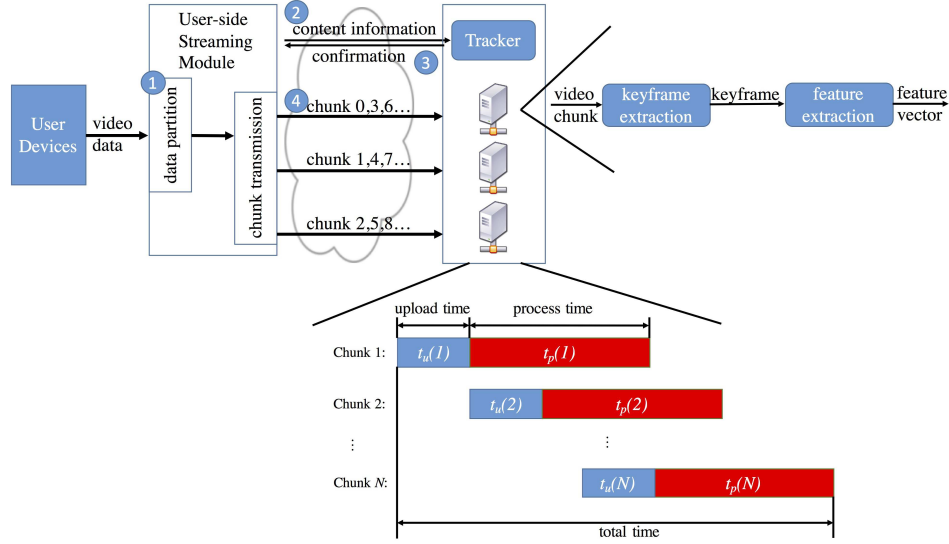 User-side
Streaming
Module
2
content information
confirmation
3
Tracker
1
User
Devices
video
data
data partition
chunk transmission
4
chunk 0,3,6...
chunk 1,4,7...
chunk 2,5,8...
video
chunk
keyframe
extraction
keyframe
feature
extraction
feature
vector
upload time
process time
Chunk 1:
tu(1)
tp(1)
Chunk 2:
tu(2)
tp(2)
...
...
Chunk N:
tu(N)
tp(N)
total time